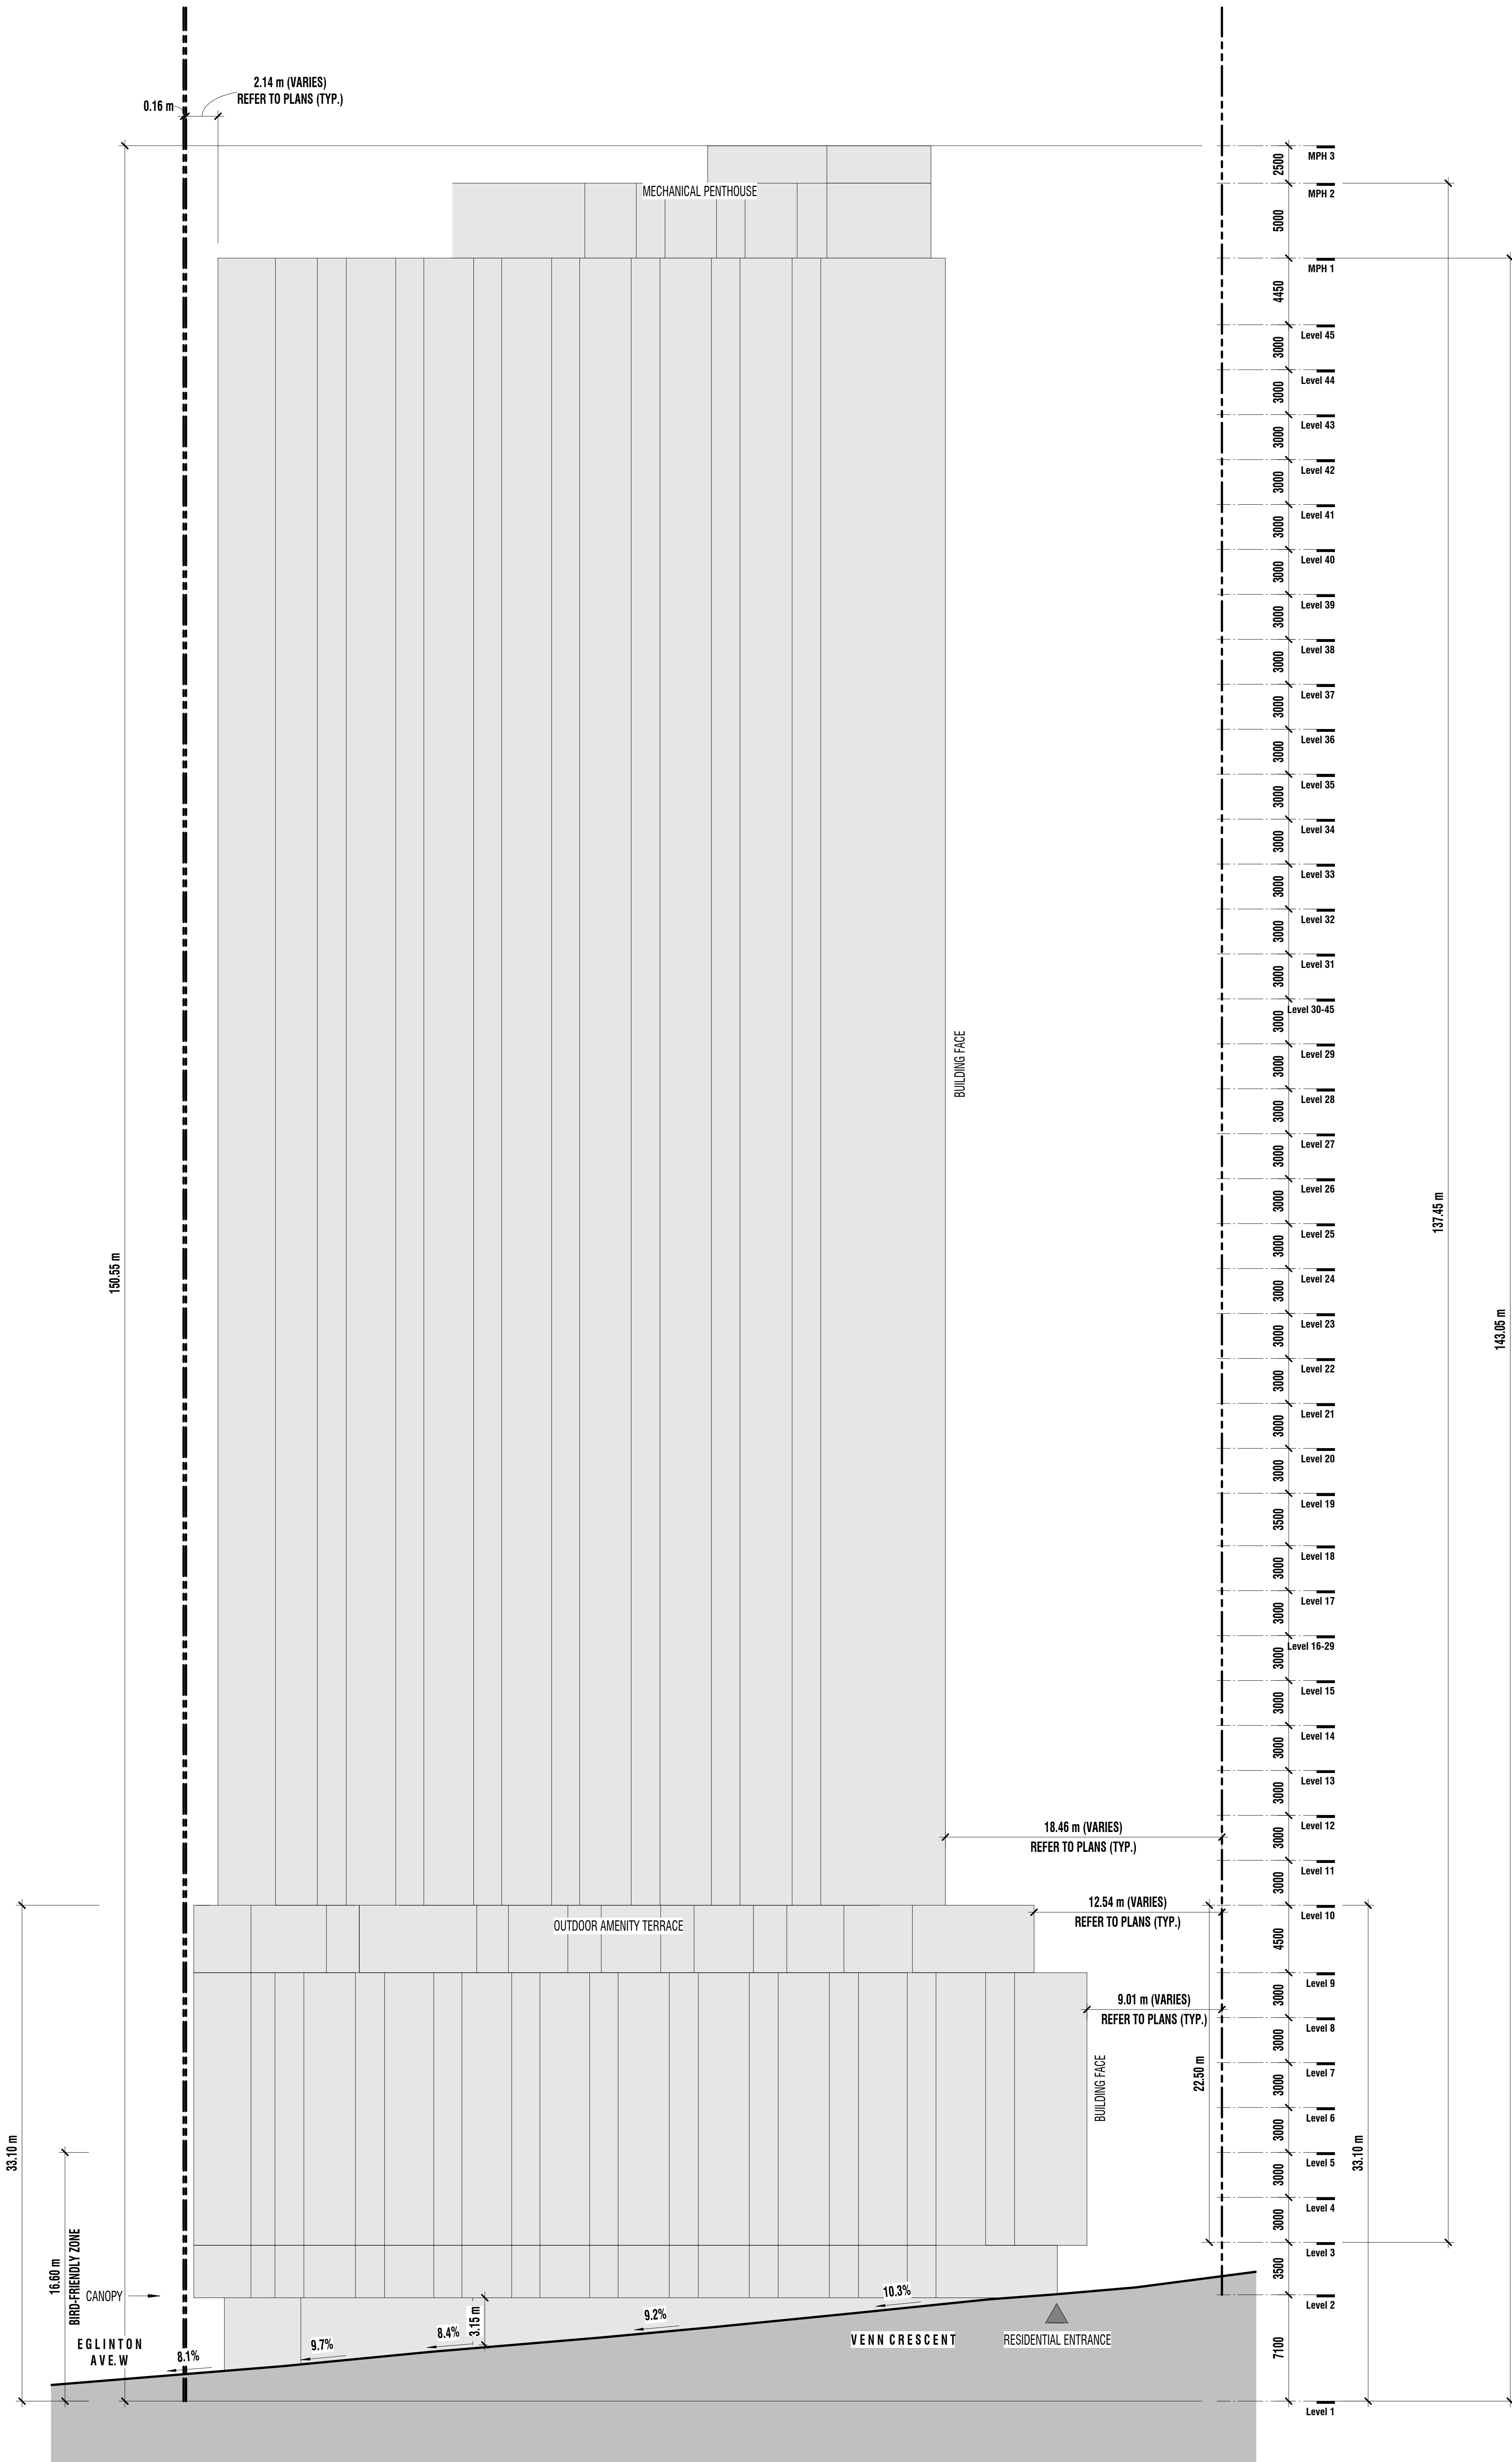 2.14 m (VARIES)
REFER TO PLANS (TYP.)
0.16 m
MPH 3
2500
MPH 2
MECHANICAL PENTHOUSE
5000
MPH 1
4450
Level 45
3000
Level 44
3000
Level 43
3000
Level 42
3000
Level 41
3000
Level 40
3000
Level 39
3000
Level 38
3000
Level 37
3000
Level 36
3000
Level 35
3000
Level 34
3000
Level 33
3000
Level 32
3000
Level 31
3000
Level 30-45
3000
Level 29
3000
Level 28
3000
Level 27
3000
Level 26
3000
Level 25
3000
Level 24
3000
Level 23
3000
Level 22
3000
Level 21
3000
Level 20
3000
Level 19
3500
Level 18
3000
Level 17
3000
Level 16-29
3000
Level 15
3000
Level 14
3000
Level 13
3000
Level 12
3000
Level 11
3000
Level 10
4500
Level 9
3000
Level 8
3000
Level 7
3000
Level 6
3000
Level 5
3000
Level 4
3000
Level 3
3500
Level 2
7100
Level 1
BUILDING FACE
137.45 m
150.55 m
143.05 m
18.46 m (VARIES)
REFER TO PLANS (TYP.)
12.54 m (VARIES)
REFER TO PLANS (TYP.)
OUTDOOR AMENITY TERRACE
9.01 m (VARIES)
REFER TO PLANS (TYP.)
BUILDING FACE
22.50 m
33.10 m
33.10 m
16.60 m
BIRD-FRIENDLY ZONE
CANOPY
10.3%
9.2%
3.15 m
8.4%
9.7%
8.1%
EGLINTON
AVE. W
VENN CRESCENT
RESIDENTIAL ENTRANCE